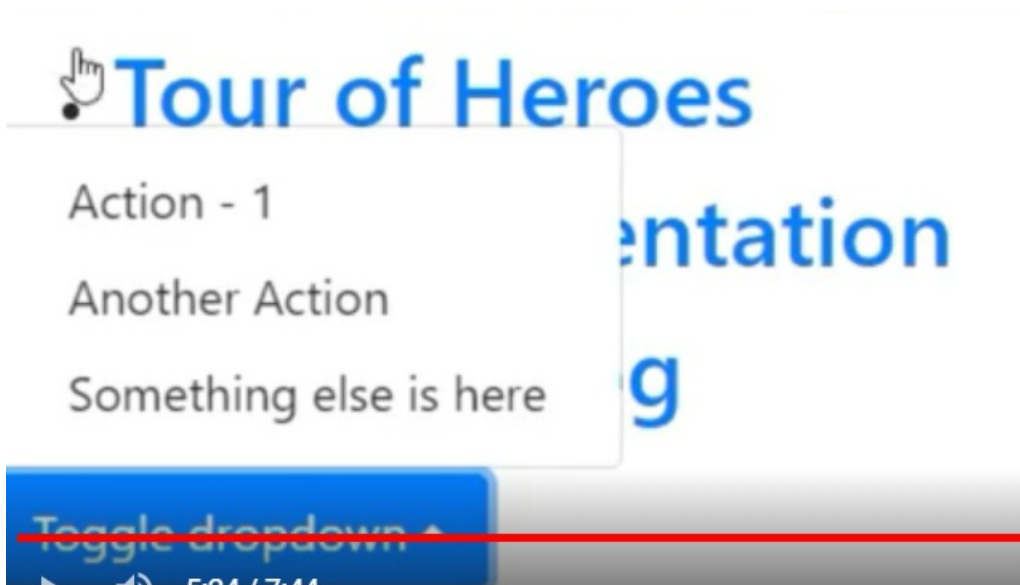 Tour of Heroes
Action - 1
entation
Another Action
g
Something else is here
Toggle dropdown
5:24 / 7:44